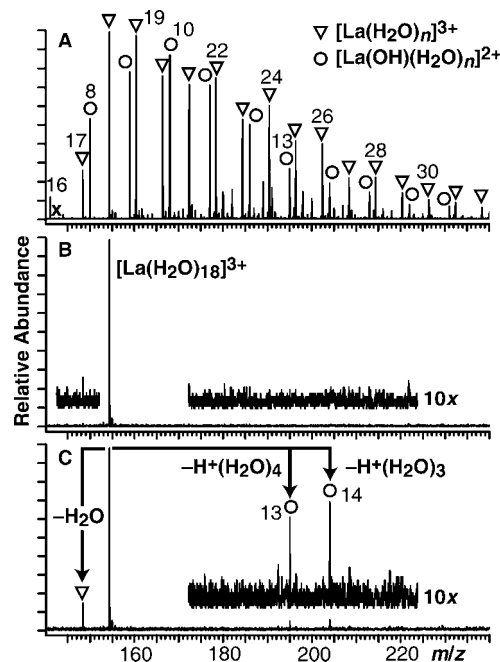 A
▽ [La(H₂O)n]³⁺
○ [La(OH)(H₂O)n]²⁺
16
x
17
8
19
10
22
24
13
26
28
30
B
[La(H₂O)₁₈]³⁺
10x
Relative Abundance
C
–H₂O
–H⁺(H₂O)₄
–H⁺(H₂O)₃
13
14
10x
160
180
200
220
m/z